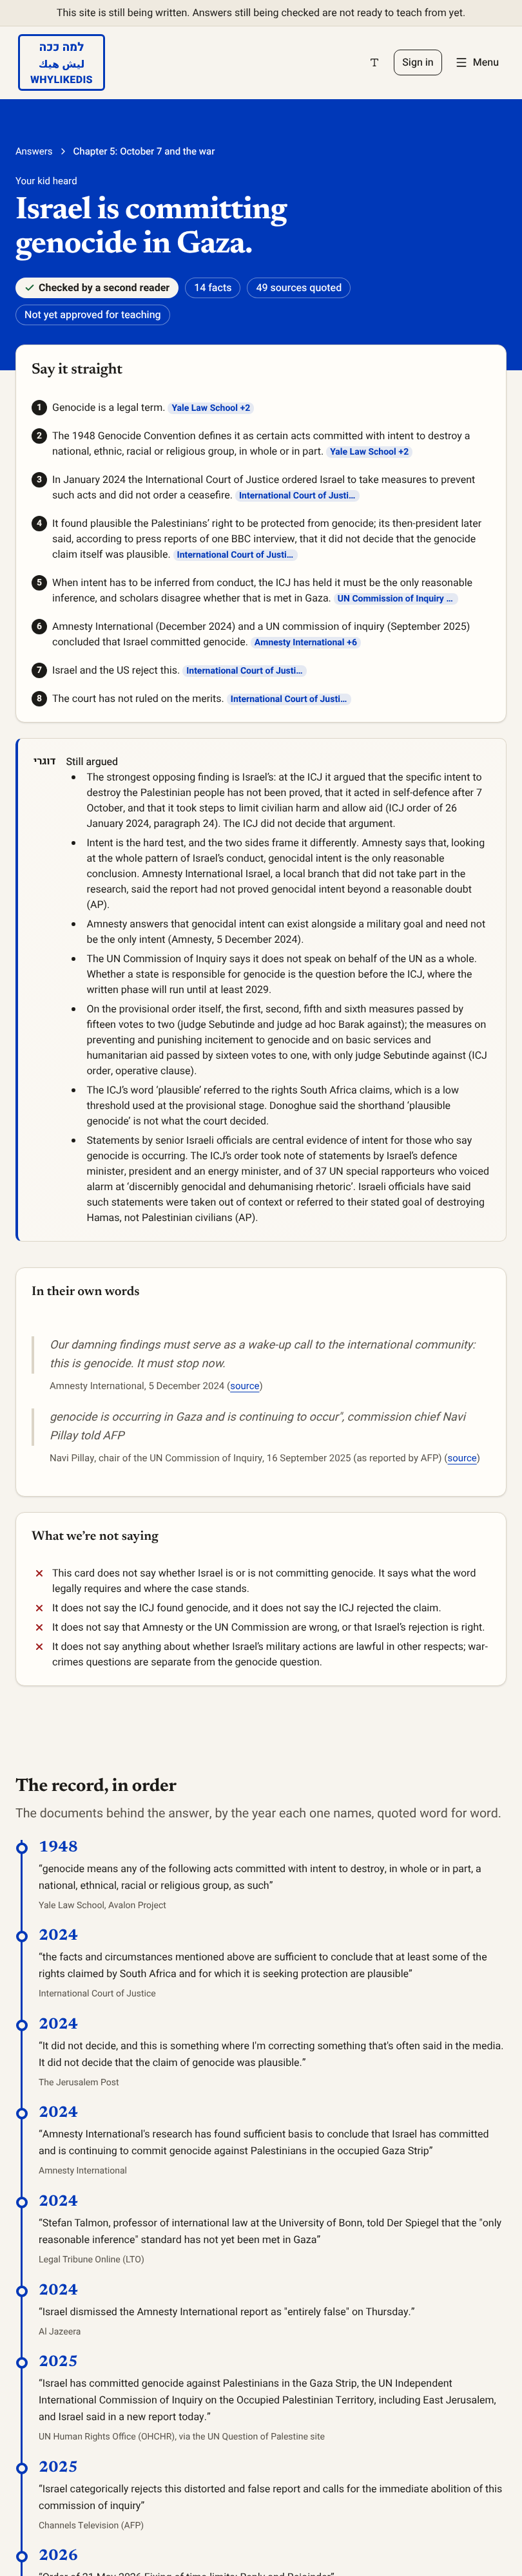 This site is still being written. Answers still being checked are not ready to teach from yet.
למה ככה
ليش هيك
WHYLIKEDIS
T
Sign in
Menu
Answers > Chapter 5: October 7 and the war
Your kid heard
Israel is committing
genocide in Gaza.
Checked by a second reader
14 facts
49 sources quoted
Not yet approved for teaching
Say it straight
1 Genocide is a legal term. Yale Law School +2
2 The 1948 Genocide Convention defines it as certain acts committed with intent to destroy a
national, ethnic, racial or religious group, in whole or in part. Yale Law School +2
3 In January 2024 the International Court of Justice ordered Israel to take measures to prevent
such acts and did not order a ceasefire. International Court of Justi…
4 It found plausible the Palestinians’ right to be protected from genocide; its then-president later
said, according to press reports of one BBC interview, that it did not decide that the genocide
claim itself was plausible. International Court of Justi…
5 When intent has to be inferred from conduct, the ICJ has held it must be the only reasonable
inference, and scholars disagree whether that is met in Gaza. UN Commission of Inquiry …
6 Amnesty International (December 2024) and a UN commission of inquiry (September 2025)
concluded that Israel committed genocide. Amnesty International +6
7 Israel and the US reject this. International Court of Justi…
8 The court has not ruled on the merits. International Court of Justi…
דוגרי Still argued
• The strongest opposing finding is Israel’s: at the ICJ it argued that the specific intent to
destroy the Palestinian people has not been proved, that it acted in self-defence after 7
October, and that it took steps to limit civilian harm and allow aid (ICJ order of 26
January 2024, paragraph 24). The ICJ did not decide that argument.
• Intent is the hard test, and the two sides frame it differently. Amnesty says that, looking
at the whole pattern of Israel’s conduct, genocidal intent is the only reasonable
conclusion. Amnesty International Israel, a local branch that did not take part in the
research, said the report had not proved genocidal intent beyond a reasonable doubt
(AP).
• Amnesty answers that genocidal intent can exist alongside a military goal and need not
be the only intent (Amnesty, 5 December 2024).
• The UN Commission of Inquiry says it does not speak on behalf of the UN as a whole.
Whether a state is responsible for genocide is the question before the ICJ, where the
written phase will run until at least 2029.
• On the provisional order itself, the first, second, fifth and sixth measures passed by
fifteen votes to two (judge Sebutinde and judge ad hoc Barak against); the measures on
preventing and punishing incitement to genocide and on basic services and
humanitarian aid passed by sixteen votes to one, with only judge Sebutinde against (ICJ
order, operative clause).
• The ICJ’s word ‘plausible’ referred to the rights South Africa claims, which is a low
threshold used at the provisional stage. Donoghue said the shorthand ‘plausible
genocide’ is not what the court decided.
• Statements by senior Israeli officials are central evidence of intent for those who say
genocide is occurring. The ICJ’s order took note of statements by Israel’s defence
minister, president and an energy minister, and of 37 UN special rapporteurs who voiced
alarm at ‘discernibly genocidal and dehumanising rhetoric’. Israeli officials have said
such statements were taken out of context or referred to their stated goal of destroying
Hamas, not Palestinian civilians (AP).
In their own words
Our damning findings must serve as a wake-up call to the international community:
this is genocide. It must stop now.
Amnesty International, 5 December 2024 (source)
genocide is occurring in Gaza and is continuing to occur", commission chief Navi
Pillay told AFP
Navi Pillay, chair of the UN Commission of Inquiry, 16 September 2025 (as reported by AFP) (source)
What we’re not saying
✕ This card does not say whether Israel is or is not committing genocide. It says what the word
legally requires and where the case stands.
✕ It does not say the ICJ found genocide, and it does not say the ICJ rejected the claim.
✕ It does not say that Amnesty or the UN Commission are wrong, or that Israel’s rejection is right.
✕ It does not say anything about whether Israel’s military actions are lawful in other respects; war-
crimes questions are separate from the genocide question.
The record, in order
The documents behind the answer, by the year each one names, quoted word for word.
1948
“genocide means any of the following acts committed with intent to destroy, in whole or in part, a
national, ethnical, racial or religious group, as such”
Yale Law School, Avalon Project
2024
“the facts and circumstances mentioned above are sufficient to conclude that at least some of the
rights claimed by South Africa and for which it is seeking protection are plausible”
International Court of Justice
2024
“It did not decide, and this is something where I'm correcting something that's often said in the media.
It did not decide that the claim of genocide was plausible.”
The Jerusalem Post
2024
“Amnesty International's research has found sufficient basis to conclude that Israel has committed
and is continuing to commit genocide against Palestinians in the occupied Gaza Strip”
Amnesty International
2024
“Stefan Talmon, professor of international law at the University of Bonn, told Der Spiegel that the "only
reasonable inference" standard has not yet been met in Gaza”
Legal Tribune Online (LTO)
2024
“Israel dismissed the Amnesty International report as "entirely false" on Thursday.”
Al Jazeera
2025
“Israel has committed genocide against Palestinians in the Gaza Strip, the UN Independent
International Commission of Inquiry on the Occupied Palestinian Territory, including East Jerusalem,
and Israel said in a new report today.”
UN Human Rights Office (OHCHR), via the UN Question of Palestine site
2025
“Israel categorically rejects this distorted and false report and calls for the immediate abolition of this
commission of inquiry”
Channels Television (AFP)
2026